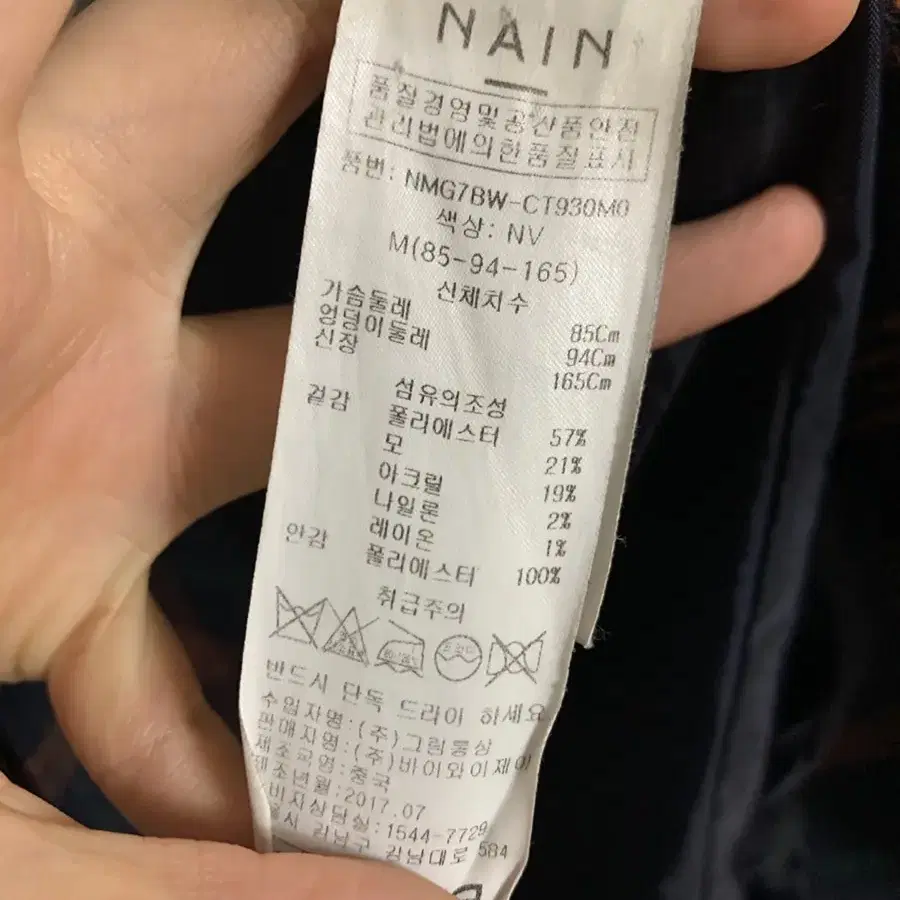 NAIN
품질경영및공산품안전
관리법에의한품질표시
품번: NMG7BW-CT930M0
색상: NV
M(85-94-165)
신체치수
가슴둘레 85Cm
엉덩이둘레 94Cm
신장 165Cm
섬유의조성
겉감 폴리에스터 57%
모 21%
아크릴 19%
나일론 2%
레이온 1%
안감 폴리에스터 100%
취급주의
반드시 단독 드라이 하세요
수입자명:(주)그림통상
판매자명:(주)바이와이제이
제조국명:중국
제조년월:2017.07
비자상담실:1544-7729
강남구 강남대로 584